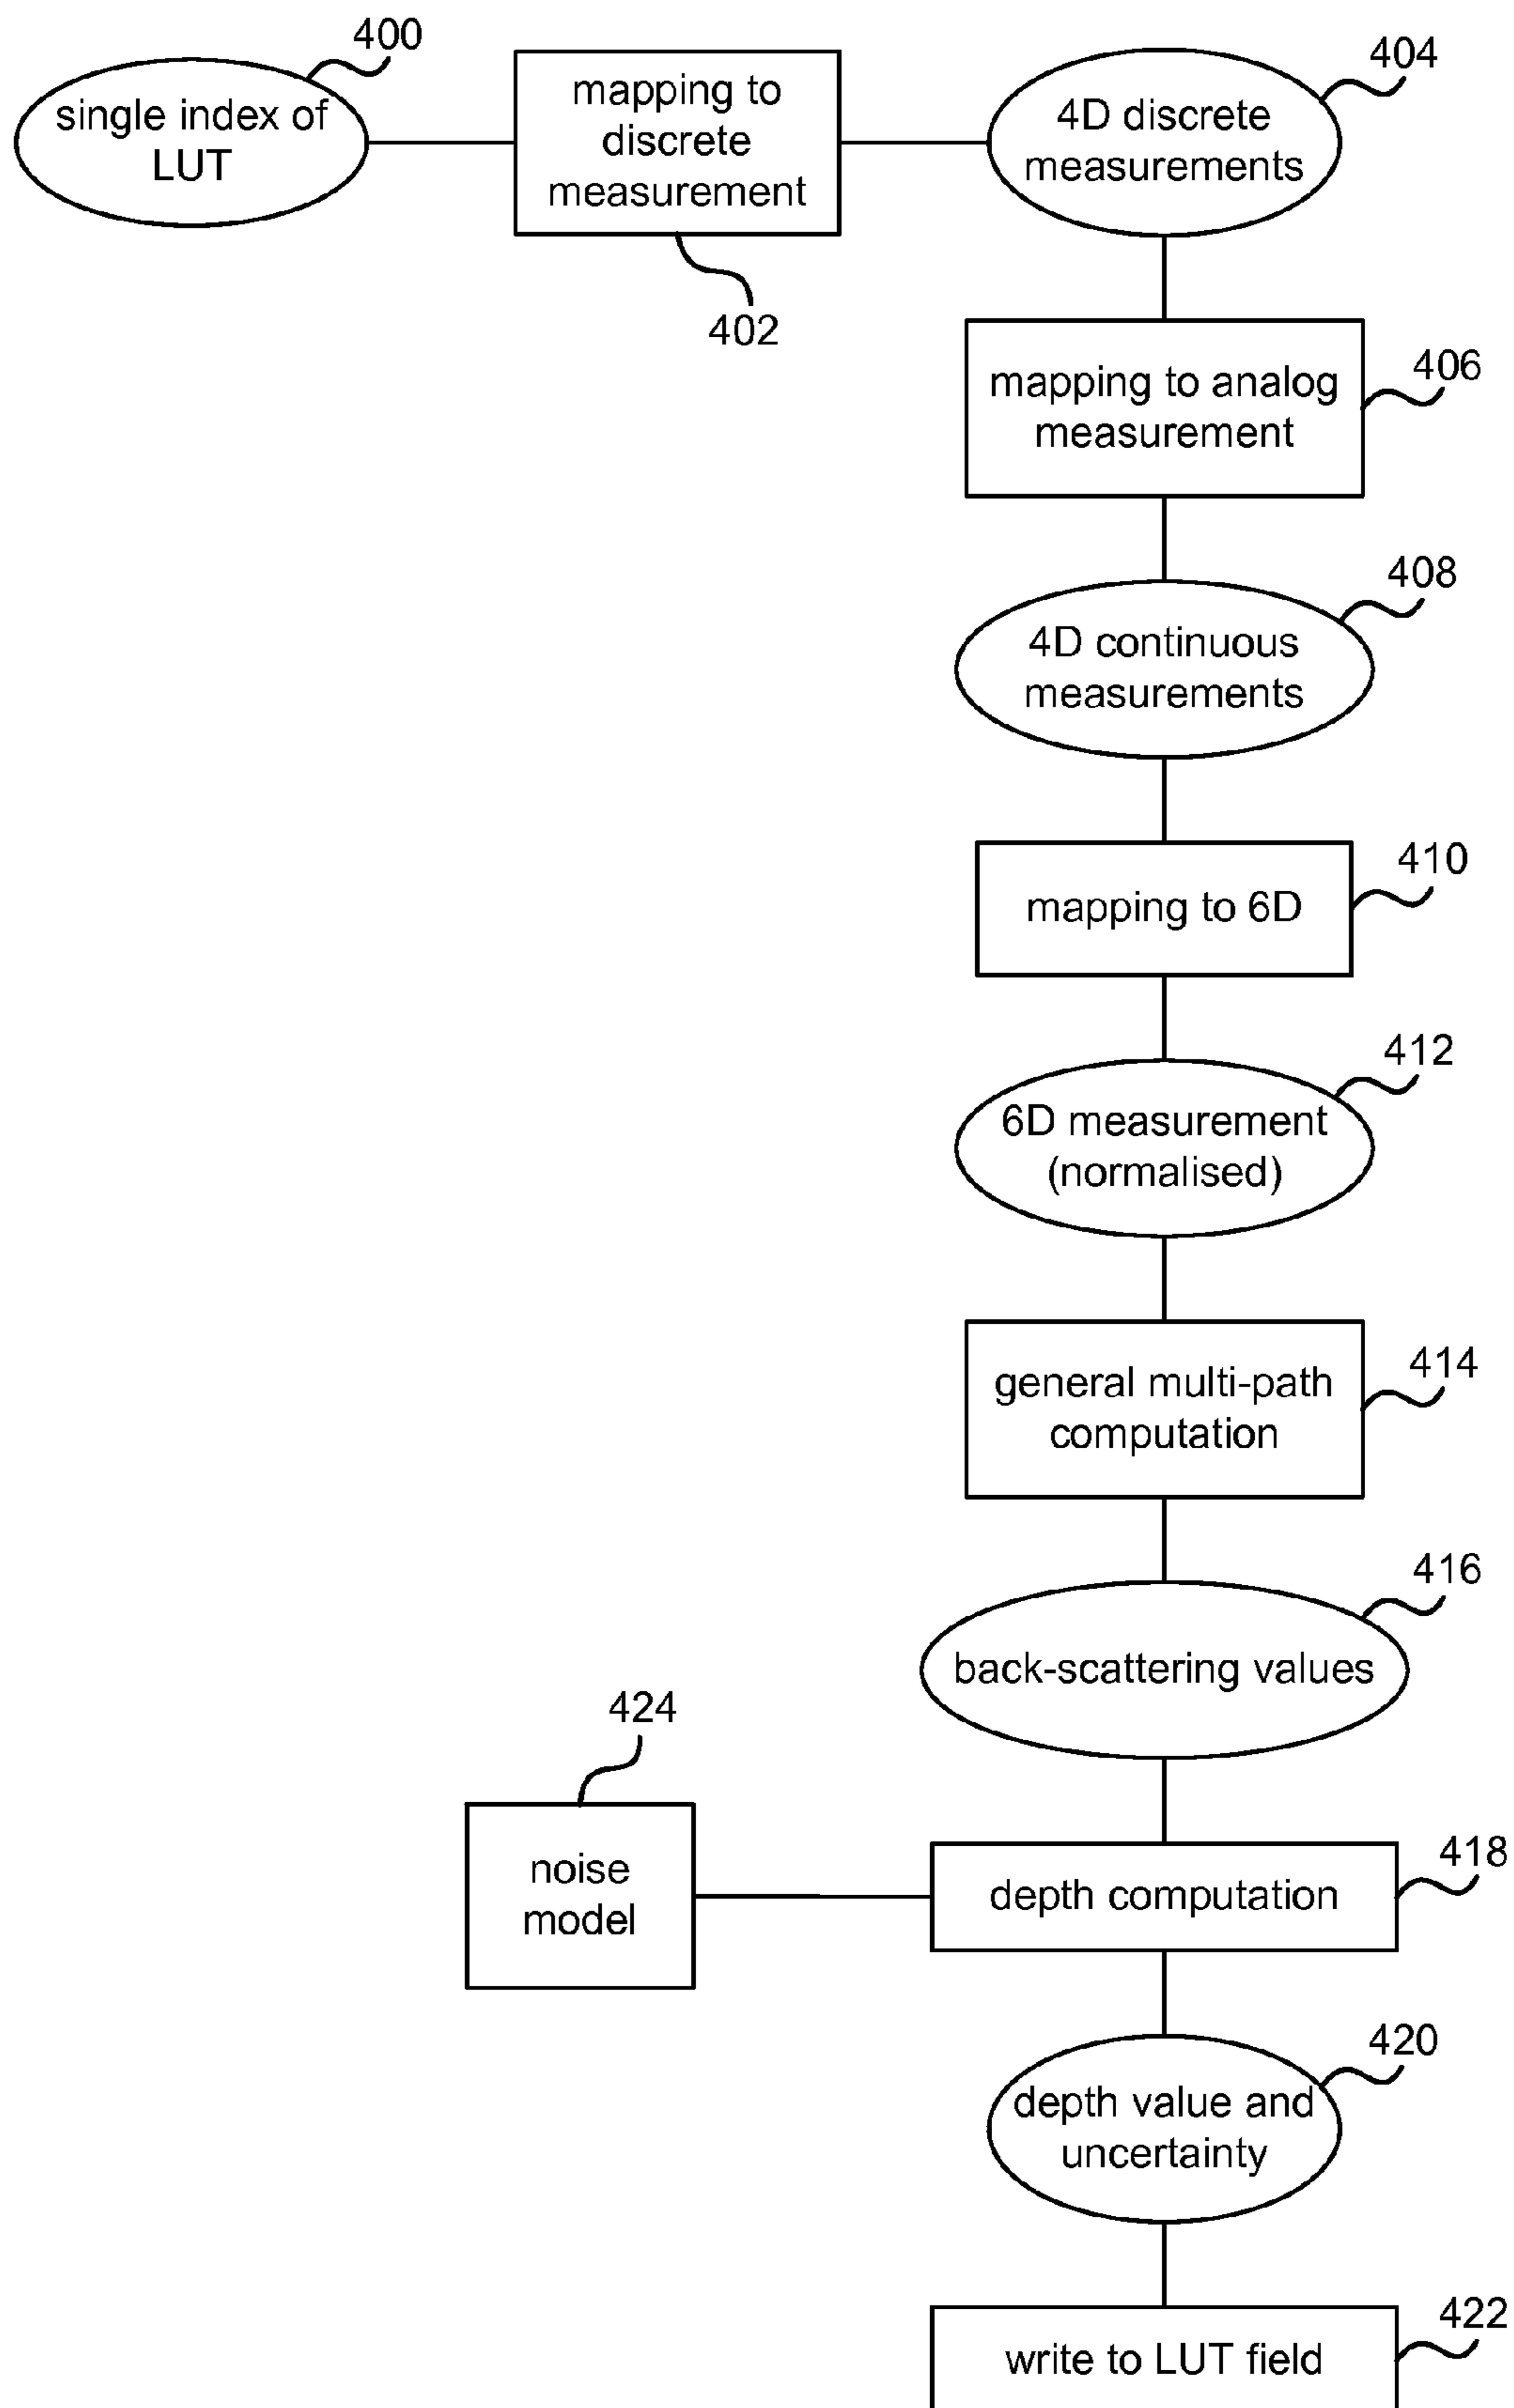 400
single index of
LUT
mapping to
discrete
measurement
402
404
4D discrete
measurements
406
mapping to analog
measurement
408
4D continuous
measurements
410
mapping to 6D
412
6D measurement
(normalised)
414
general multi-path
computation
416
back-scattering values
424
noise
model
418
depth computation
420
depth value and
uncertainty
422
write to LUT field